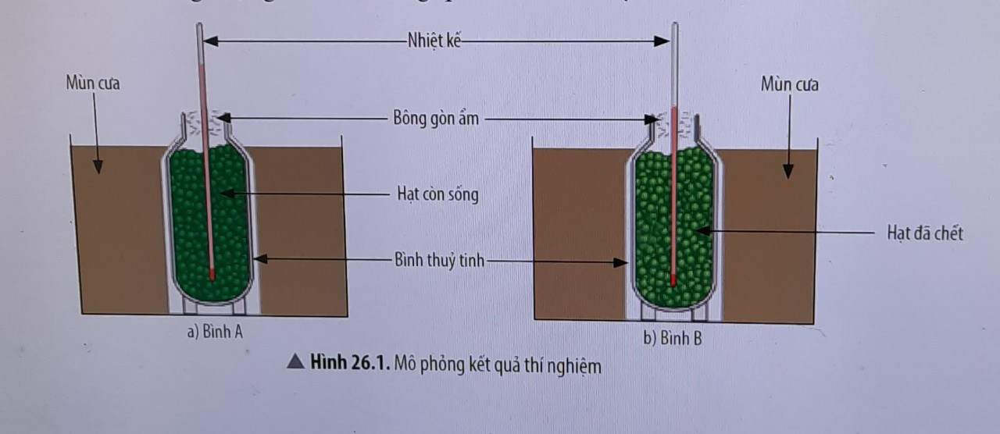 Nhiệt kế
Mùn cưa
Mùn cưa
Bông gòn ẩm
Hạt còn sống
Hạt đã chết
Bình thuỷ tinh
a) Bình A
b) Bình B
▲ Hình 26.1. Mô phỏng kết quả thí nghiệm